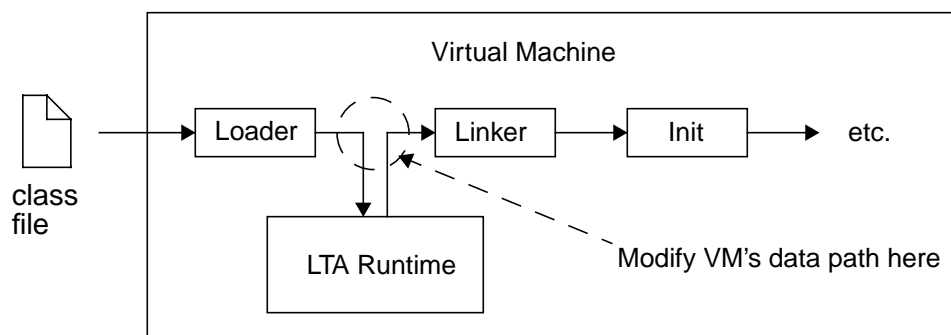 Virtual Machine
Loader
Linker
Init
etc.
class
file
LTA Runtime
Modify VM's data path here